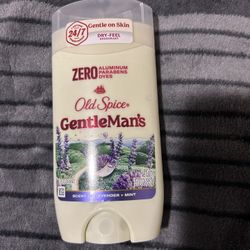 24/7
Gentle on Skin
DRY-FEEL
ZERO ALUMINUM
PARABENS
DYES
Old Spice
GentleMan's
LAVENDER + MINT